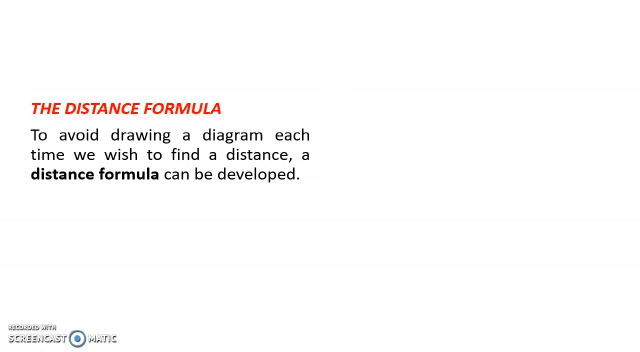 THE DISTANCE FORMULA
To avoid drawing a diagram each
time we wish to find a distance, a
distance formula can be developed.
RECORDED WITH
SCREENCAST MATIC